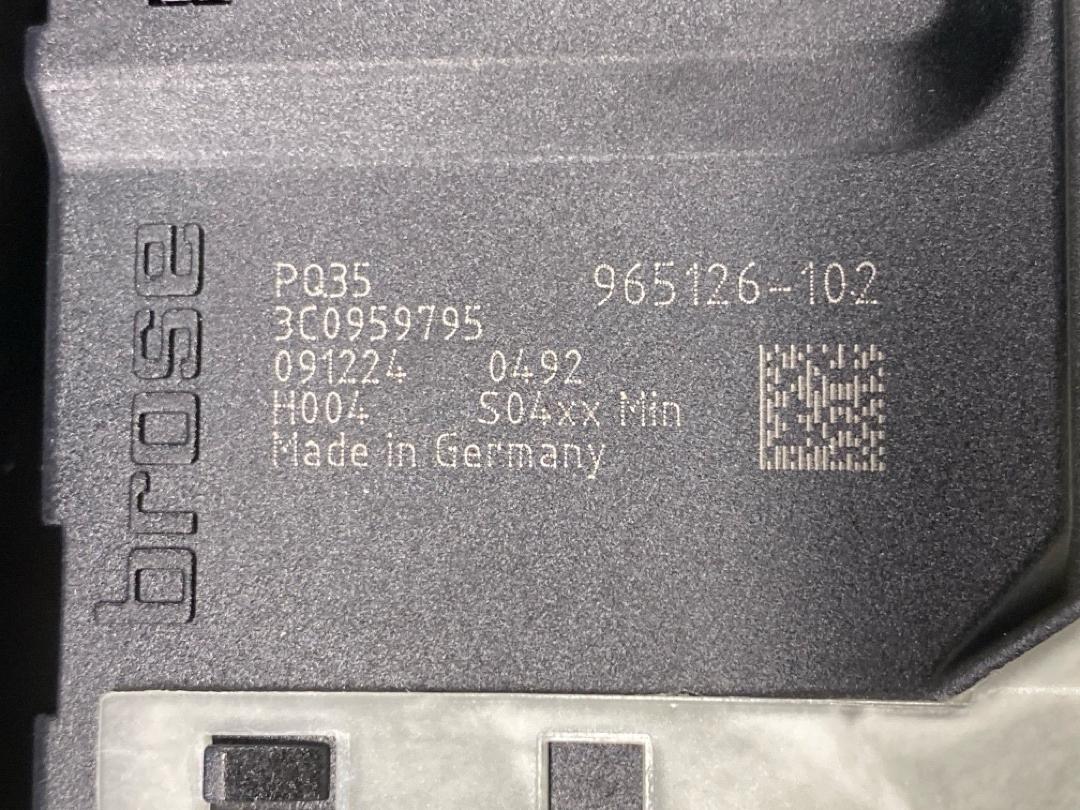 brose
PQ35
965126-102
3C0959795
091224 0492
H004 S04xx Min
Made in Germany